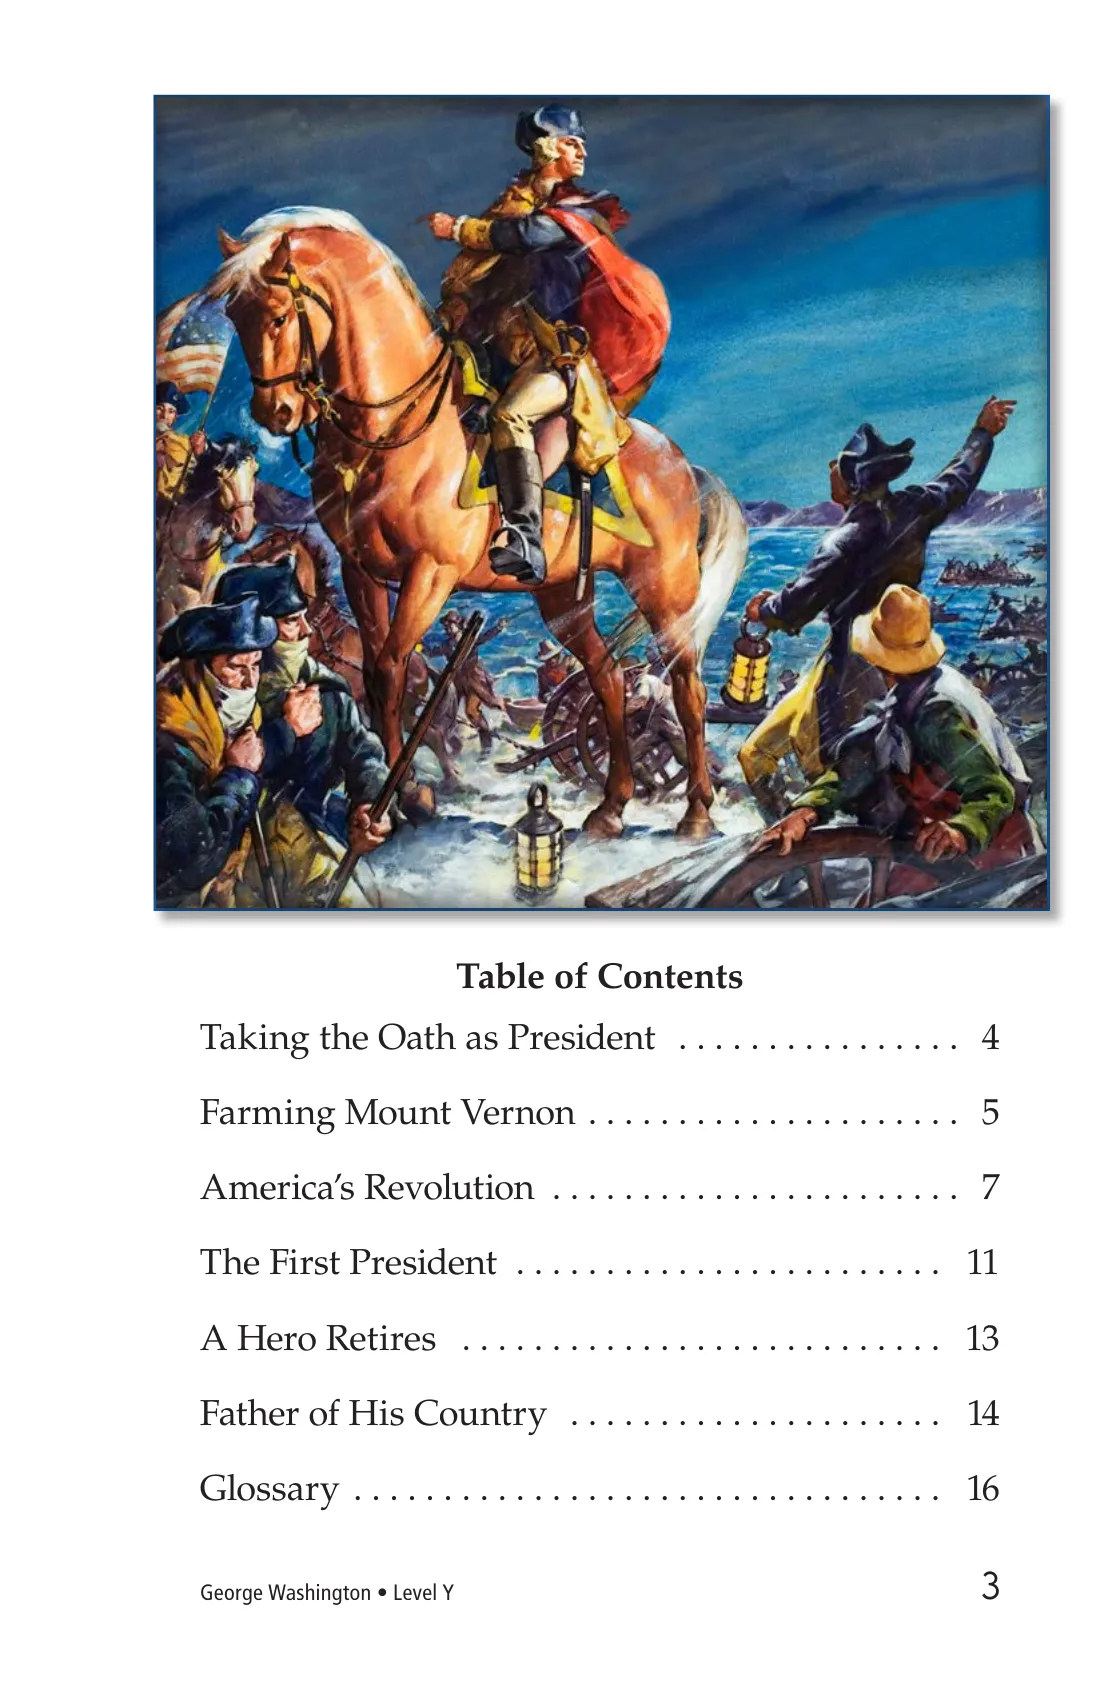 Table of Contents
Taking the Oath as President . . . . . . . . . . . . . . . . 4
Farming Mount Vernon . . . . . . . . . . . . . . . . . . . . . 5
America’s Revolution . . . . . . . . . . . . . . . . . . . . . . . 7
The First President . . . . . . . . . . . . . . . . . . . . . . . . 11
A Hero Retires . . . . . . . . . . . . . . . . . . . . . . . . . . . 13
Father of His Country . . . . . . . . . . . . . . . . . . . . . 14
Glossary . . . . . . . . . . . . . . . . . . . . . . . . . . . . . . . . . 16
George Washington • Level Y 3